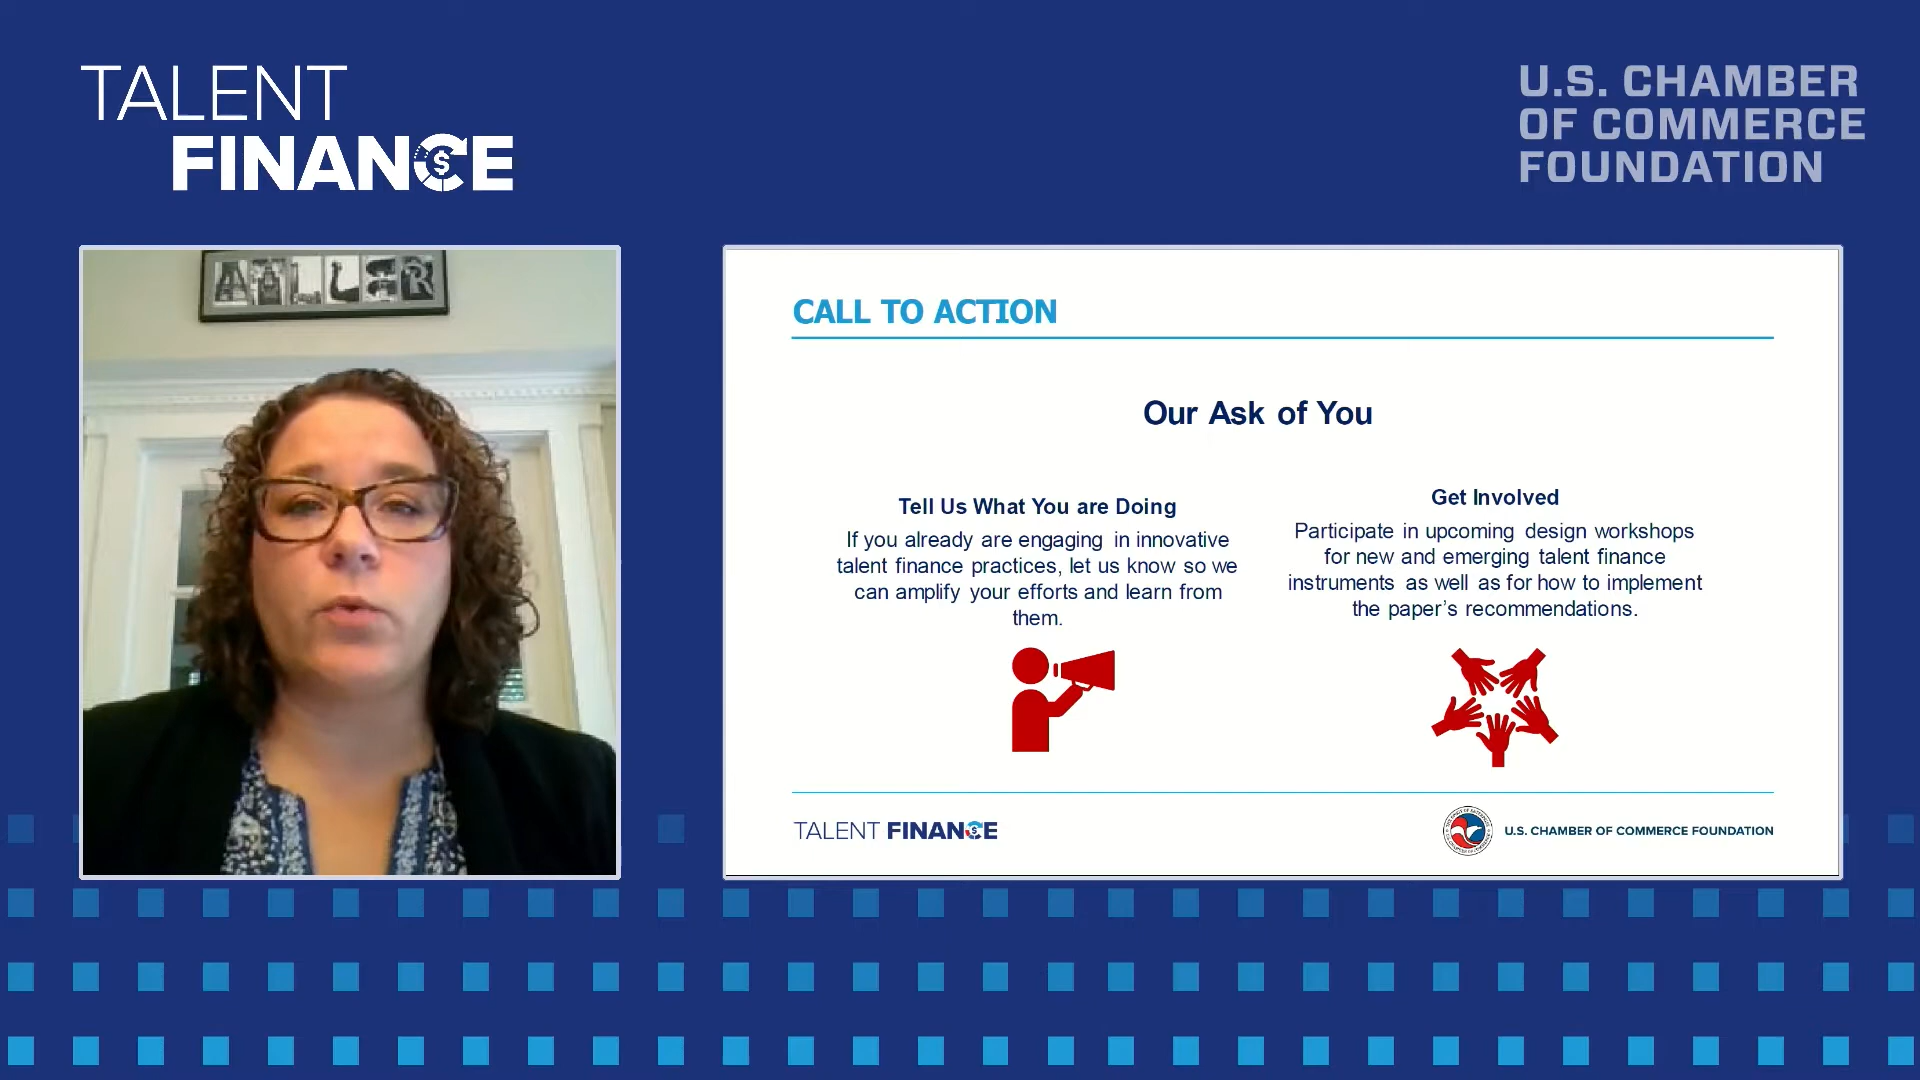 TALENT
FINANCE
U.S. CHAMBER
OF COMMERCE
FOUNDATION
CALL TO ACTION
Our Ask of You
Tell Us What You are Doing
If you already are engaging in innovative
talent finance practices, let us know so we
can amplify your efforts and learn from
them.
Get Involved
Participate in upcoming design workshops
for new and emerging talent finance
instruments as well as for how to implement
the paper's recommendations.
TALENT FINANCE
U.S. CHAMBER OF COMMERCE FOUNDATION